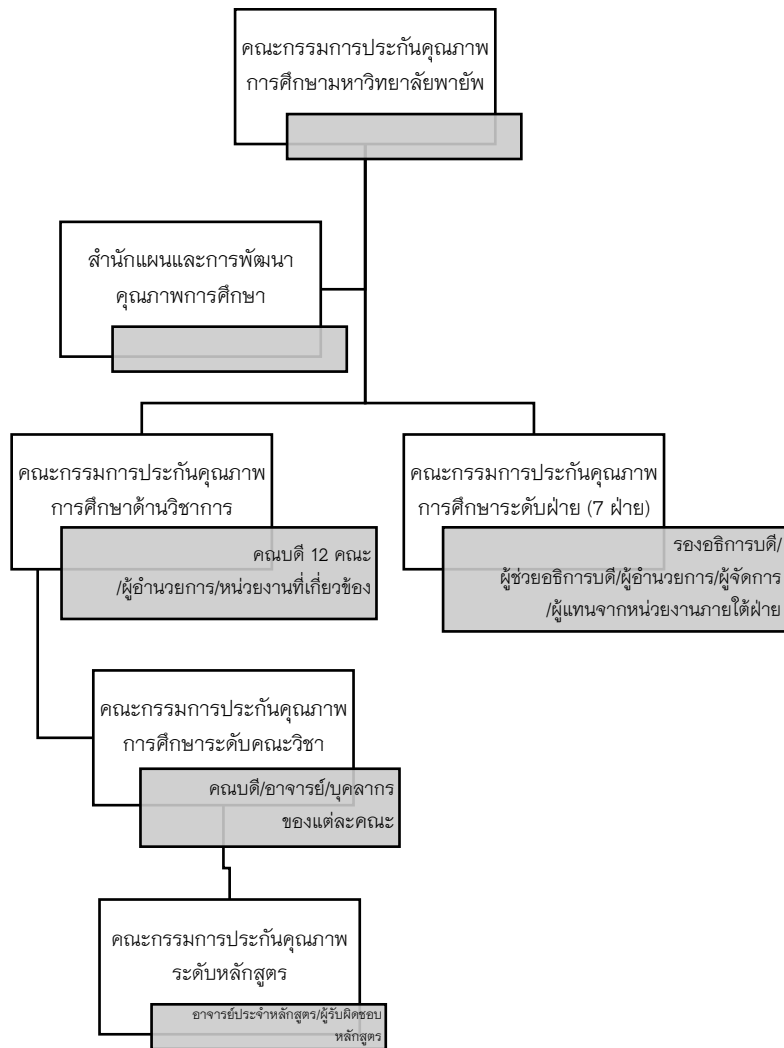 คณะกรรมการประกันคุณภาพ
การศึกษามหาวิทยาลัยพายัพ
สำนักแผนและการพัฒนา
คุณภาพการศึกษา
คณะกรรมการประกันคุณภาพ
การศึกษาด้านวิชาการ
คณบดี 12 คณะ
/ผู้อำนวยการ/หน่วยงานที่เกี่ยวข้อง
คณะกรรมการประกันคุณภาพ
การศึกษาระดับฝ่าย (7 ฝ่าย)
รองอธิการบดี/
ผู้ช่วยอธิการบดี/ผู้อำนวยการ/ผู้จัดการ
/ผู้แทนจากหน่วยงานภายใต้ฝ่าย
คณะกรรมการประกันคุณภาพ
การศึกษาระดับคณะวิชา
คณบดี/อาจารย์/บุคลากร
ของแต่ละคณะ
คณะกรรมการประกันคุณภาพ
ระดับหลักสูตร
อาจารย์ประจำหลักสูตร/ผู้รับผิดชอบ
หลักสูตร